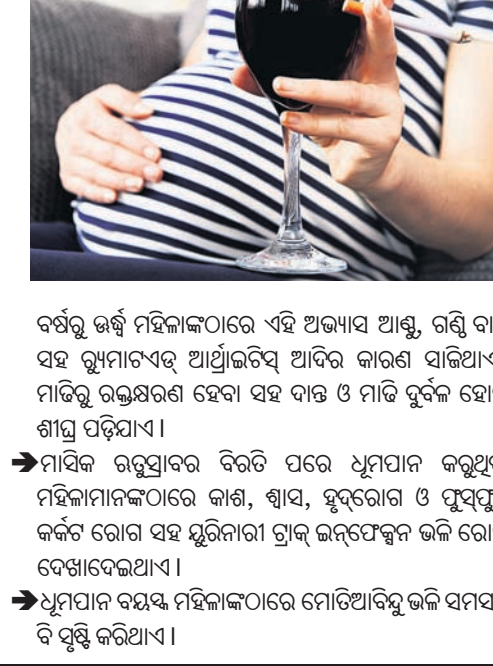 ବର୍ଷରୁ ଊର୍ଦ୍ଧ୍ବ ମହିଳାଙ୍କଠାରେ ଏହି ଅଭ୍ୟାସ ଆଣ୍ଠୁ, ଗଣ୍ଠି
ସହ ର‌୍ୟୁମାଟଏଡ୍ ଆର୍ଥ୍ରାଇଟିସ୍ ଆଦିର କାରଣ
ମାଢିରୁ ରକ୍ତକ୍ଷରଣ ହେବା ସହ ଦାନ୍ତ ଓ ମାଢି ଦୁର୍ବଳ
ଶୀଘ୍ର ପଡ଼ିଯାଏ ।
➔ମାସିକ ଋତୁସ୍ରାବର ବିରତି ପରେ ଧୂମପାନ
ମହିଳାମାନଙ୍କଠାରେ କାଶ, ଶ୍ୱାସ, ହୃଦ୍‌ରୋଗ ଓ
କର୍କଟ ରୋଗ ସହ ୟୁରିନାରୀ ଟ୍ରାକ୍ ଇନ୍‌ଫେକ୍ସନ ଭଳି
ଦେଖାଦେଇଥାଏ ।
➔ଧୂମପାନ ବୟସ୍କ ମହିଳାଙ୍କଠାରେ ମୋତିଆବିନ୍ଦୁ ଭଳି
ବି ସୃଷ୍ଟି କରିଥାଏ ।